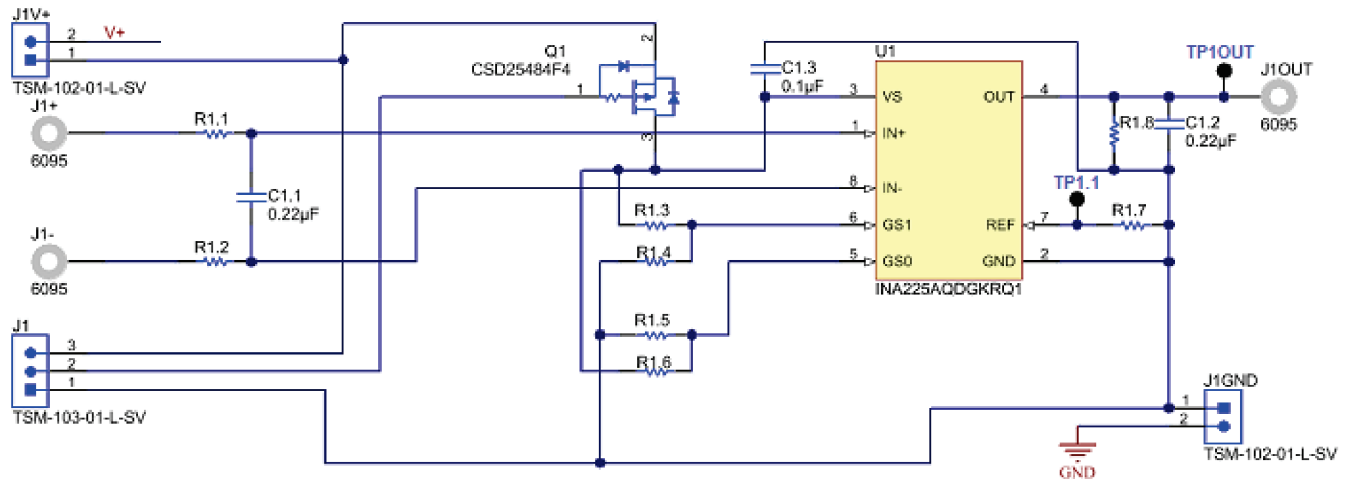 J1V+
2 V+
1
TSM-102-01-L-SV
J1+
6095
R1.1
C1.1
0.22µF
J1-
6095
R1.2
J1
3
2
1
TSM-103-01-L-SV
Q1
CSD25484F4
2
1
3
C1.3
0.1µF
R1.3
R1.4
R1.5
R1.6
U1
3 VS
1 IN+
8 IN-
6 GS1
5 GS0
OUT 4
REF 7
GND 2
INA225AQDGKRQ1
TP1OUT
J1OUT
6095
R1.8
C1.2
0.22µF
TP1.1
R1.7
J1GND
1
2
TSM-102-01-L-SV
GND